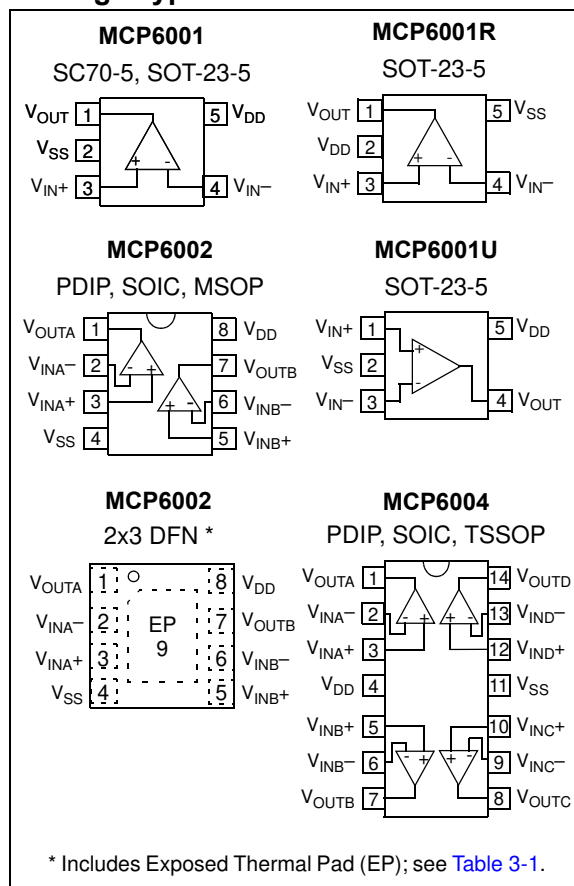 MCP6001
SC70-5, SOT-23-5
VOUT 1
5 VDD
VSS 2
+ -
VIN+ 3
4 VIN–
MCP6001R
SOT-23-5
VOUT 1
5 VSS
VDD 2
+ -
VIN+ 3
4 VIN–
MCP6002
PDIP, SOIC, MSOP
VOUTA 1
8 VDD
VINA– 2
- +
7 VOUTB
VINA+ 3
+ -
6 VINB–
VSS 4
5 VINB+
MCP6001U
SOT-23-5
VIN+ 1
+
5 VDD
VSS 2
VIN– 3
-
4 VOUT
MCP6002
2x3 DFN *
VOUTA 1
8 VDD
VINA– 2
EP
7 VOUTB
VINA+ 3
9
6 VINB–
VSS 4
5 VINB+
MCP6004
PDIP, SOIC, TSSOP
VOUTA 1
14 VOUTD
VINA– 2
- + + -
13 VIND–
VINA+ 3
12 VIND+
VDD 4
11 VSS
VINB+ 5
10 VINC+
VINB– 6
- + + -
9 VINC–
VOUTB 7
8 VOUTC
* Includes Exposed Thermal Pad (EP); see Table 3-1.